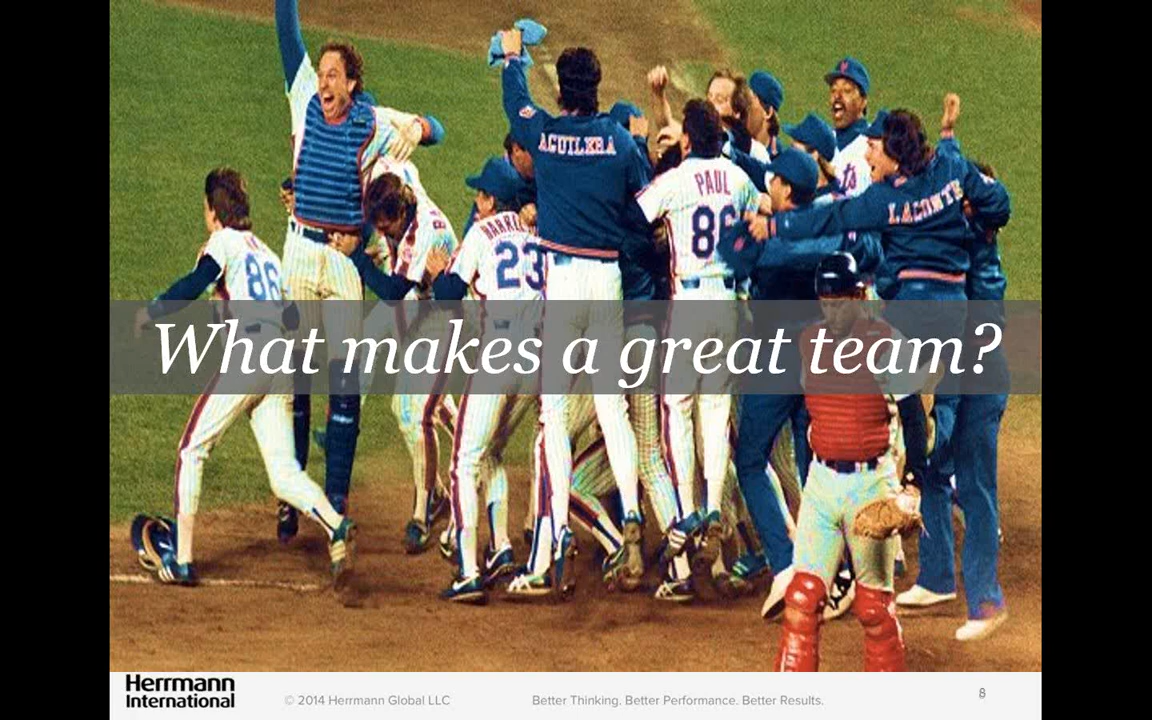 AGUILERA
PAUL
LACONTE
86
86
23
What makes a great team?
Herrmann
International
© 2014 Herrmann Global LLC
Better Thinking. Better Performance. Better Results.
8